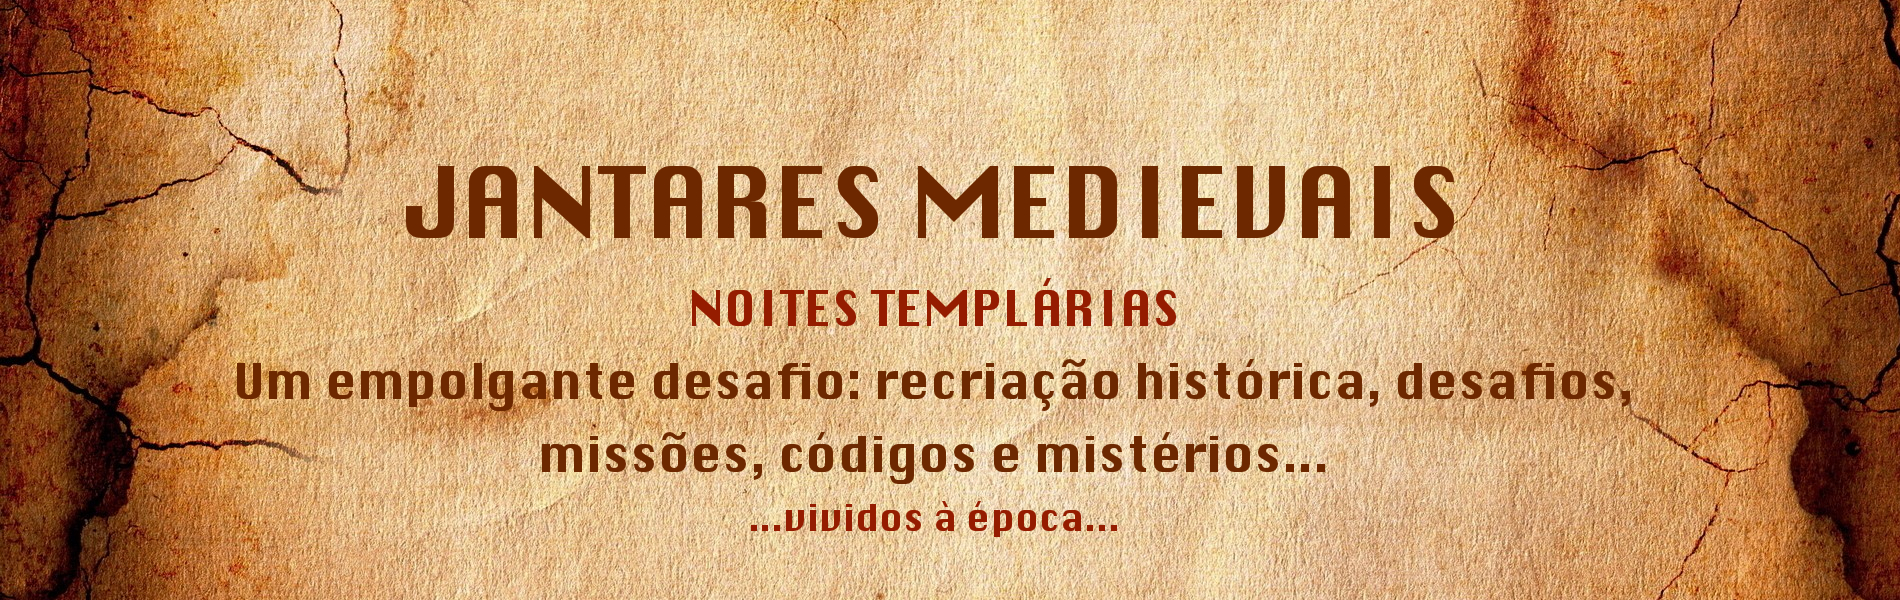 JANTARES MEDIEVAIS
NOITES TEMPLÁRIAS
Um empolgante desafio: recriação histórica, desafios,
missões, códigos e mistérios...
...vividos à época...